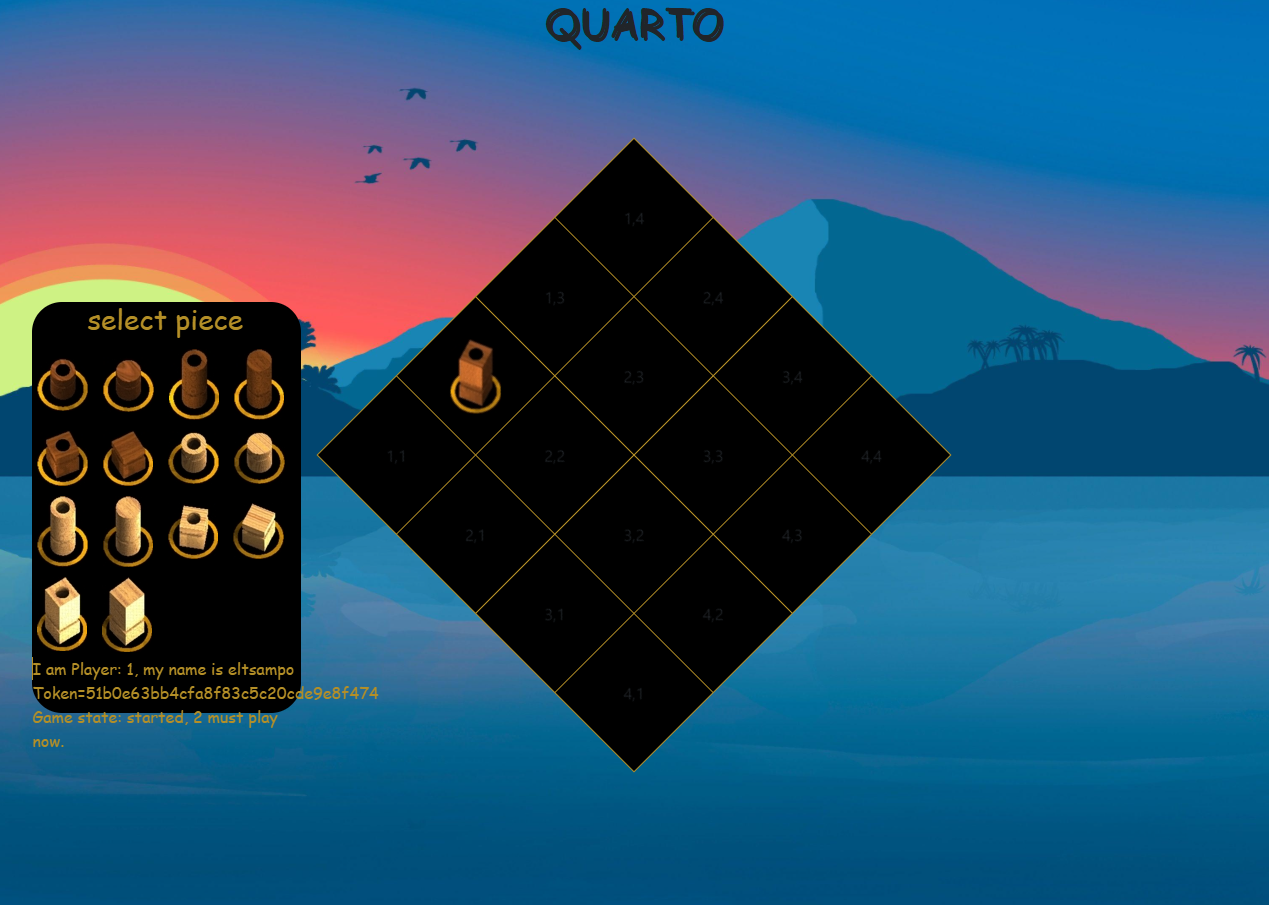 QUARTO
1,4
1,3
2,4
select piece
2,3
3,4
1,1
2,2
3,3
4,4
2,1
3,2
4,3
3,1
4,2
I am Player: 1, my name is eltsampo
Token=51b0e63bb4cfa8f83c5c20cde9e8f474
4,1
Game state: started, 2 must play
now.